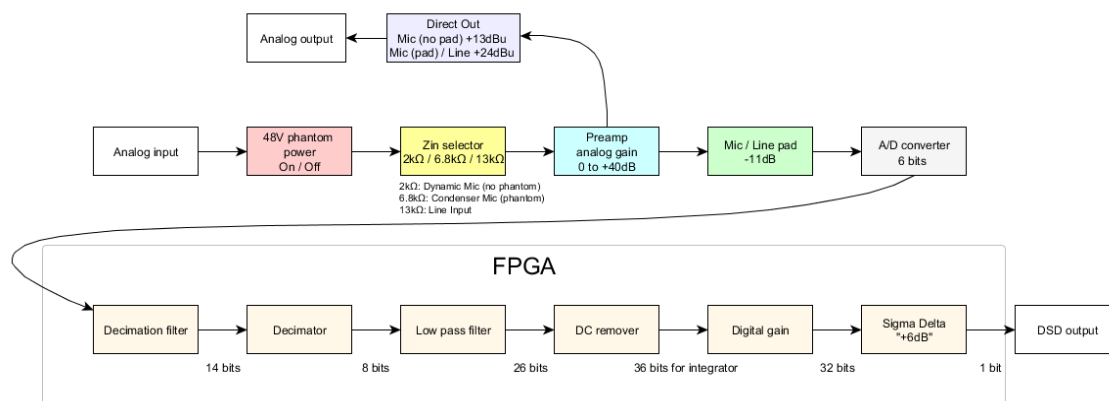 Direct Out
Mic (no pad) +13dBu
Mic (pad) / Line +24dBu
Analog output
Analog input
48V phantom
power
On / Off
Zin selector
2kΩ / 6.8kΩ / 13kΩ
Preamp
analog gain
0 to +40dB
Mic / Line pad
-11dB
A/D converter
6 bits
2kΩ: Dynamic Mic (no phantom)
6.8kΩ: Condenser Mic (phantom)
13kΩ: Line Input
FPGA
Decimation filter
Decimator
Low pass filter
DC remover
Digital gain
Sigma Delta
"+6dB"
DSD output
14 bits
8 bits
26 bits
36 bits for integrator
32 bits
1 bit